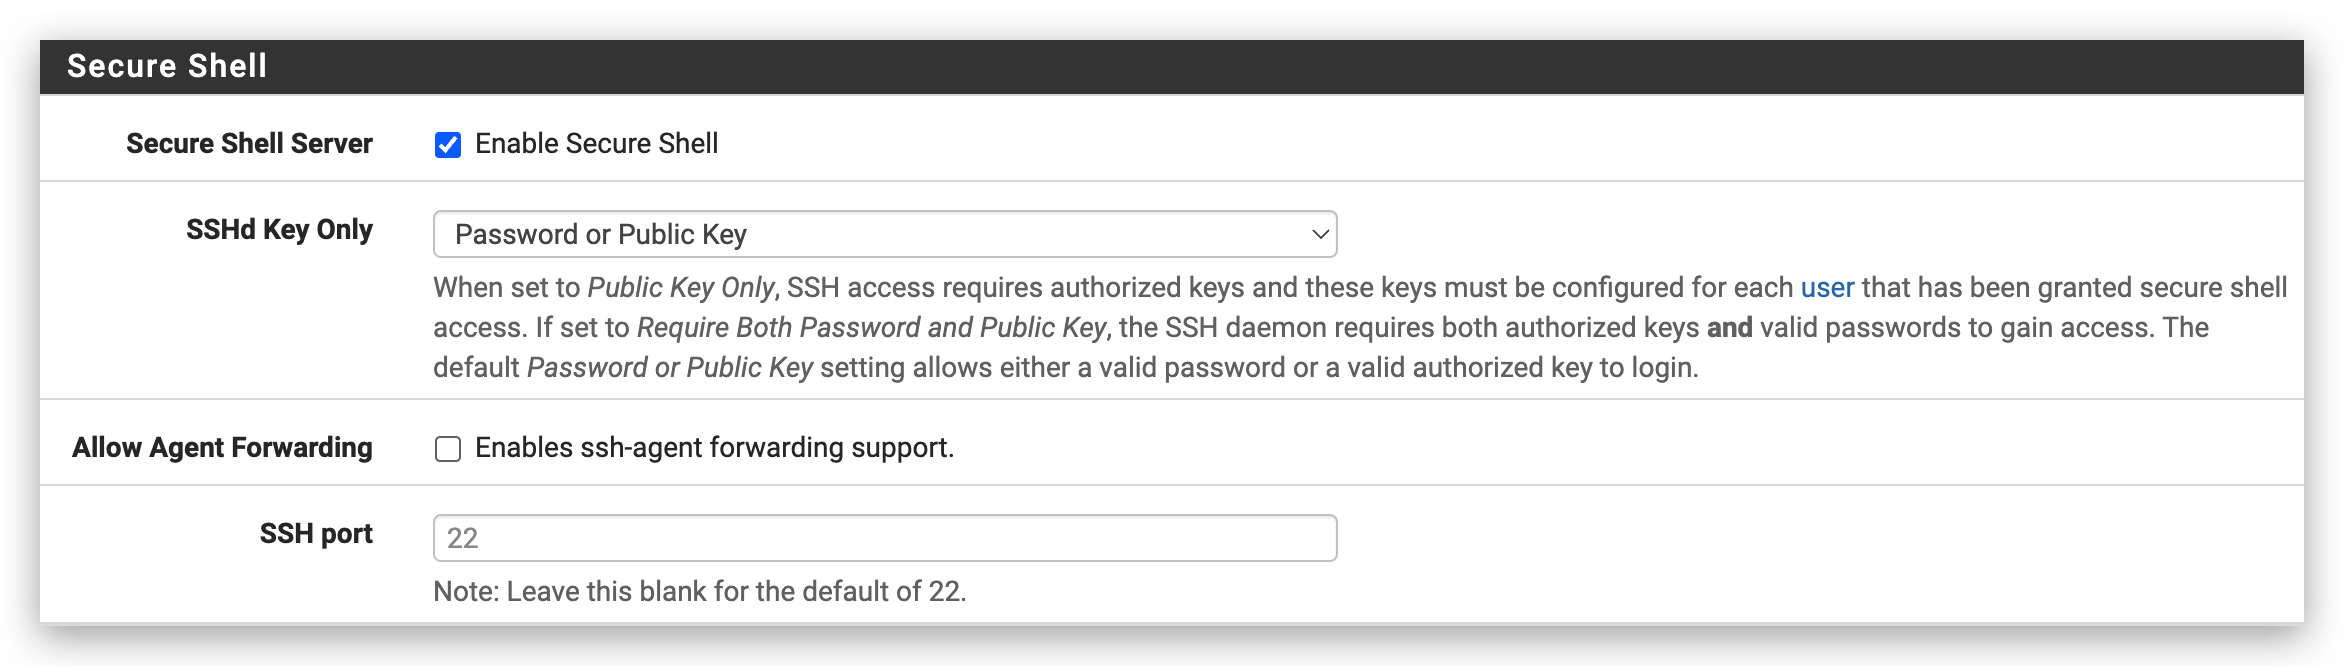 Secure Shell
Secure Shell Server
Enable Secure Shell
SSHd Key Only
Password or Public Key
When set to Public Key Only, SSH access requires authorized keys and these keys must be configured for each user that has been granted secure shell
access. If set to Require Both Password and Public Key, the SSH daemon requires both authorized keys and valid passwords to gain access. The
default Password or Public Key setting allows either a valid password or a valid authorized key to login.
Allow Agent Forwarding
Enables ssh-agent forwarding support.
SSH port
22
Note: Leave this blank for the default of 22.